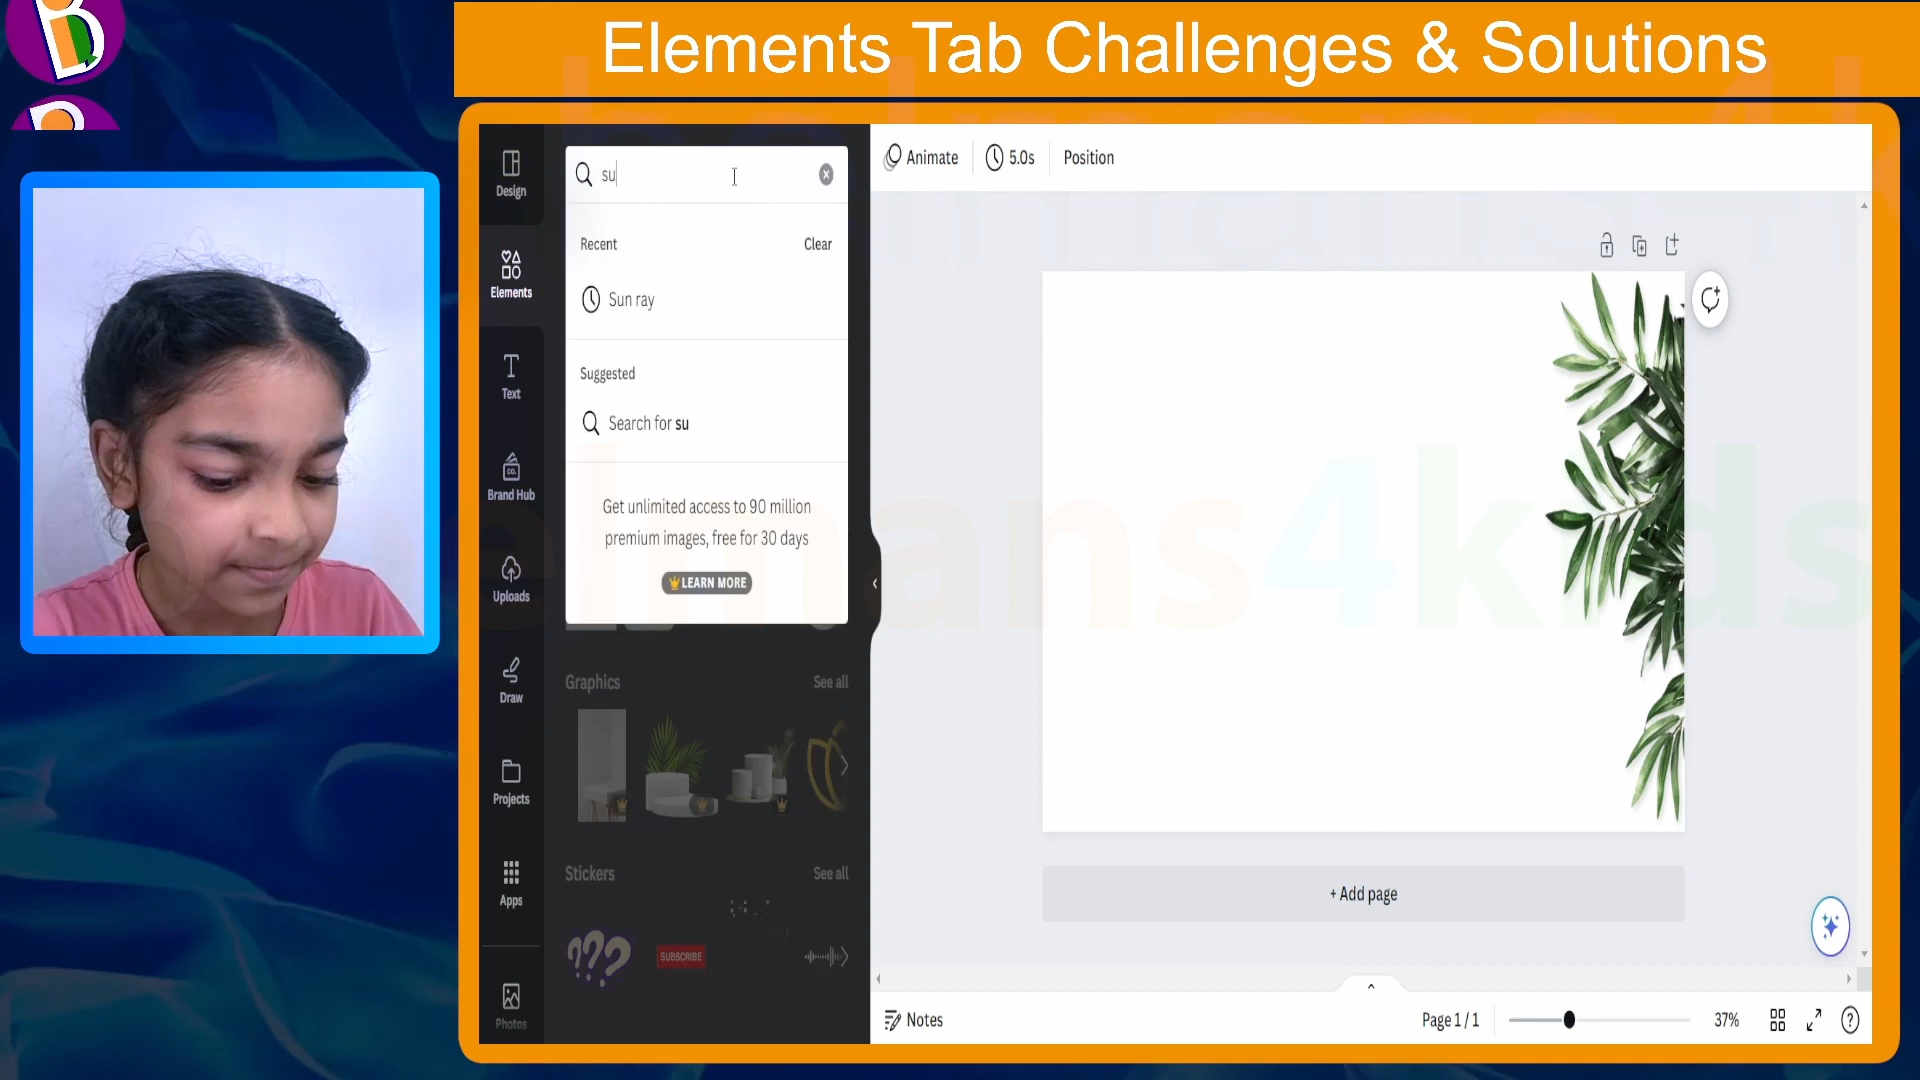 Elements Tab Challenges & Solutions
Design
Elements
Text
Brand Hub
Uploads
Draw
Projects
Apps
Photos
su
Recent
Clear
Sun ray
Suggested
Search for su
Get unlimited access to 90 million
premium images, free for 30 days
LEARN MORE
Graphics
See all
Stickers
See all
???
SUBSCRIBE
Animate
5.0s
Position
+ Add page
Notes
Page 1 / 1
37%